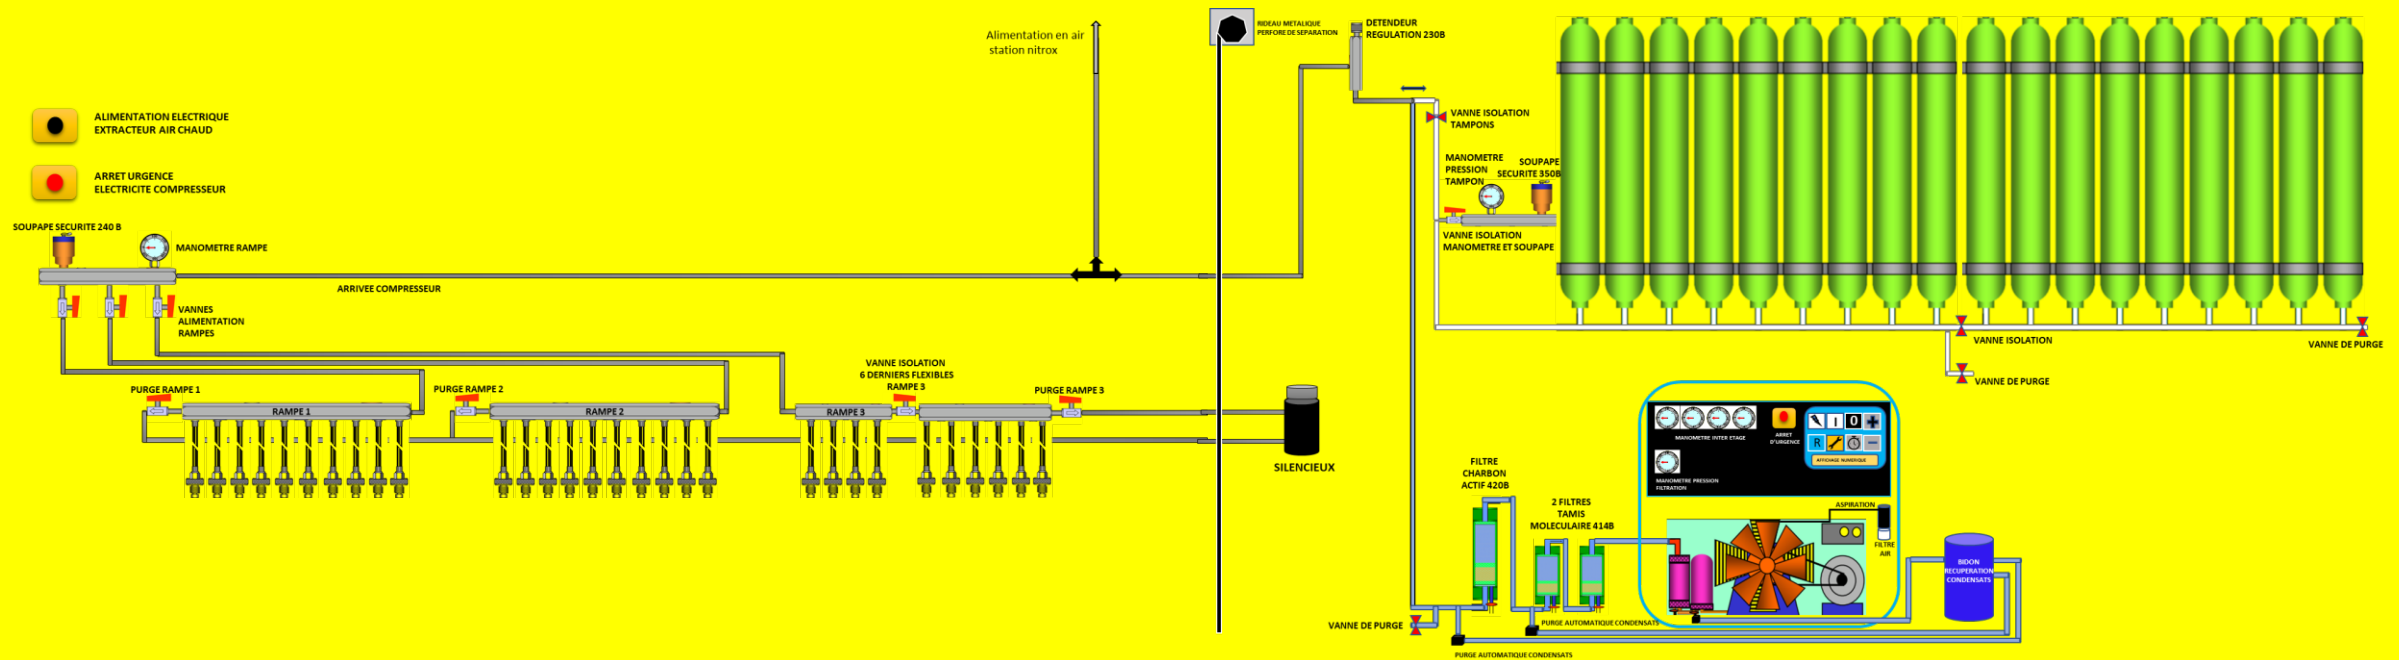 Alimentation en air
station nitrox
RIDEAU METALIQUE
PERFORE DE SEPARATION
DETENDEUR
REGULATION 230B
ALIMENTATION ELECTRIQUE
EXTRACTEUR AIR CHAUD
VANNE ISOLATION
TAMPONS
ARRET URGENCE
ELECTRICITE COMPRESSEUR
MANOMETRE
PRESSION
TAMPON
SOUPAPE
SECURITE 350B
SOUPAPE SECURITE 240 B
MANOMETRE RAMPE
VANNE ISOLATION
MANOMETRE ET SOUPAPE
ARRIVEE COMPRESSEUR
VANNES
ALIMENTATION
RAMPES
VANNE ISOLATION
VANNE DE PURGE
VANNE DE PURGE
VANNE ISOLATION
6 DERNIERS FLEXIBLES
RAMPE 3
PURGE RAMPE 1
PURGE RAMPE 2
PURGE RAMPE 3
RAMPE 1
RAMPE 2
RAMPE 3
SILENCIEUX
MANOMETRE INTER ETAGE
ARRET
D'URGENCE
I
0
R
AFFICHAGE NUMERIQUE
MANOMETRE PRESSION
FILTRATION
FILTRE
CHARBON
ACTIF 420B
2 FILTRES
TAMIS
MOLECULAIRE 414B
ASPIRATION
FILTRE
AIR
BIDON
RECUPERATION
CONDENSATS
VANNE DE PURGE
PURGE AUTOMATIQUE CONDENSATS
PURGE AUTOMATIQUE CONDENSATS